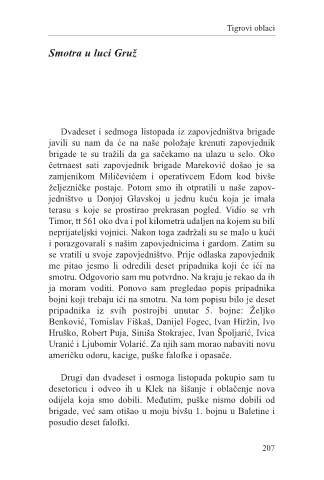 Tigrovi oblaci
Smotra u luci Gruž
Dvadeset i sedmoga listopada iz zapovjedništva brigade
javili su nam da će na naše položaje krenuti zapovjednik
brigade te su tražili da ga sačekamo na ulazu u selo. Oko
četrnaest sati zapovjednik brigade Mareković došao je sa
zamjenikom Miličevićem i operativcem Edom kod bivše
željezničke postaje. Potom smo ih otpratili u naše zapov-
jedništvo u Donjoj Glavskoj u jednu kuću koja je imala
terasu s koje se prostirao prekrasan pogled. Vidio se vrh
Timor, tt 561 oko dva i pol kilometra udaljen na kojem su bili
neprijateljski vojnici. Nakon toga zadržali su se malo u kući
i porazgovarali s našim zapovjednicima i gardom. Zatim su
se vratili u svoje zapovjedništvo. Prije odlaska zapovjednik
me pitao jesmo li odredili deset pripadnika koji će ići na
smotru. Odgovorio sam mu potvrdno. Na kraju je rekao da ih
ja moram voditi. Ponovo sam pregledao popis pripadnika
bojni koji trebaju ići na smotru. Na tom popisu bilo je deset
pripadnika iz svih postrojbi unutar 5. bojne: Željko
Benković, Tomislav Fiškaš, Danijel Fogec, Ivan Hiržin, Ivo
Hruško, Robert Puja, Siniša Stokrajec, Ivan Špoljarić, Ivica
Uranić i Ljubomir Volarić. Za njih sam morao nabaviti novu
američku odoru, kacige, puške falofke i opasače.
Drugi dan dvadeset i osmoga listopada pokupio sam tu
desetoricu i odveo ih u Klek na šišanje i oblačenje nova
odijela koja smo dobili. Međutim, puške nismo dobili od
brigade, već sam otišao u moju bivšu 1. bojnu u Baletine i
posudio deset falofki.
207